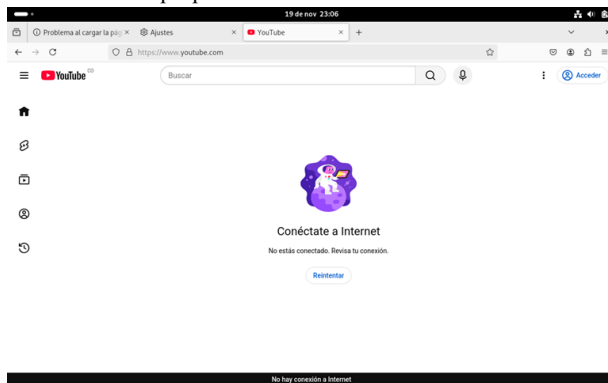 19 de nov 23:06
Problema al cargar la pág
Ajustes
YouTube
https://www.youtube.com
YouTube CO
Buscar
Acceder
Conéctate a Internet
No estás conectado. Revisa tu conexión.
Reintentar
No hay conexión a Internet